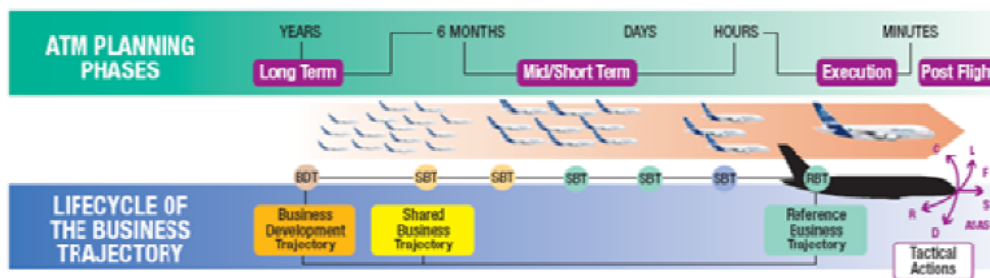 ATM PLANNING
PHASES
YEARS
6 MONTHS
DAYS
HOURS
MINUTES
Long Term
Mid/Short Term
Execution
Post Flight
BDT
SBT
SBT
SBT
SBT
SBT
RBT
LIFECYCLE OF
THE BUSINESS
TRAJECTORY
Business
Development
Trajectory
Shared
Business
Trajectory
Reference
Business
Trajectory
L
F
S
R
D
ASAS
Tactical
Actions